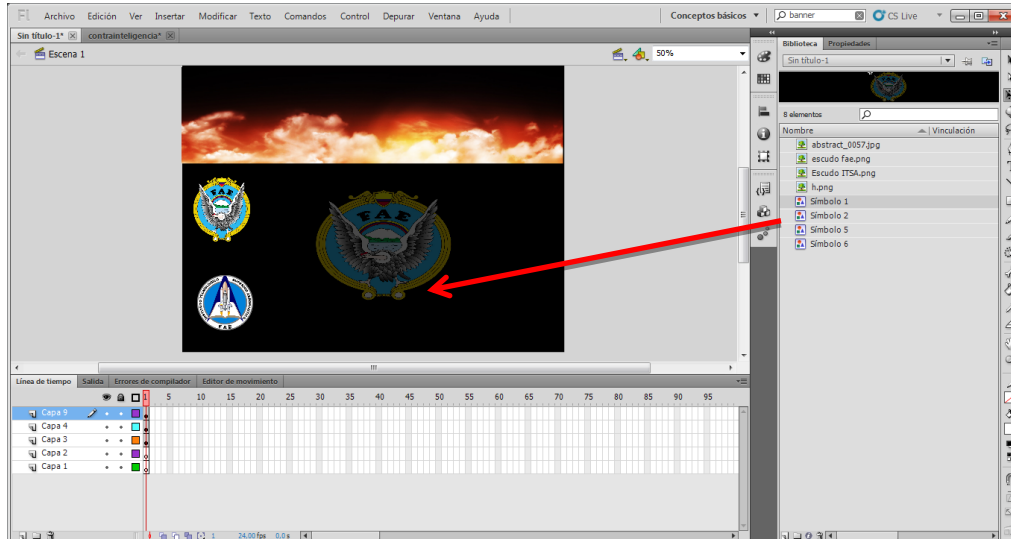 Fl Archivo Edición Ver Insertar Modificar Texto Comandos Control Depurar Ventana Ayuda Conceptos básicos banner CS Live
Sin título-1* contrainteligencia*
Escena 1 50%
Biblioteca Propiedades
Sin título-1
8 elementos
Nombre Vinculación
abstract_0057.jpg
escudo fae.png
Escudo ITSA.png
h.png
Símbolo 1
Símbolo 2
Símbolo 5
Símbolo 6
FAE
FAE
FAE
Línea de tiempo Salida Errores de compilador Editor de movimiento
1 5 10 15 20 25 30 35 40 45 50 55 60 65 70 75 80 85 90 95
Capa 9
Capa 4
Capa 3
Capa 2
Capa 1
1 24.00 fps 0.0 s